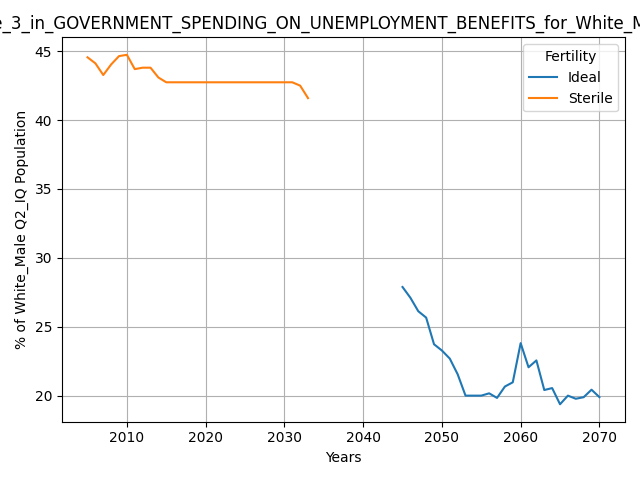 e_3_in_GOVERNMENT_SPENDING_ON_UNEMPLOYMENT_BENEFITS_for_White_M
Fertility
Ideal
Sterile
% of White_Male Q2_IQ Population
45
40
35
30
25
20
2010
2020
2030
2040
2050
2060
2070
Years